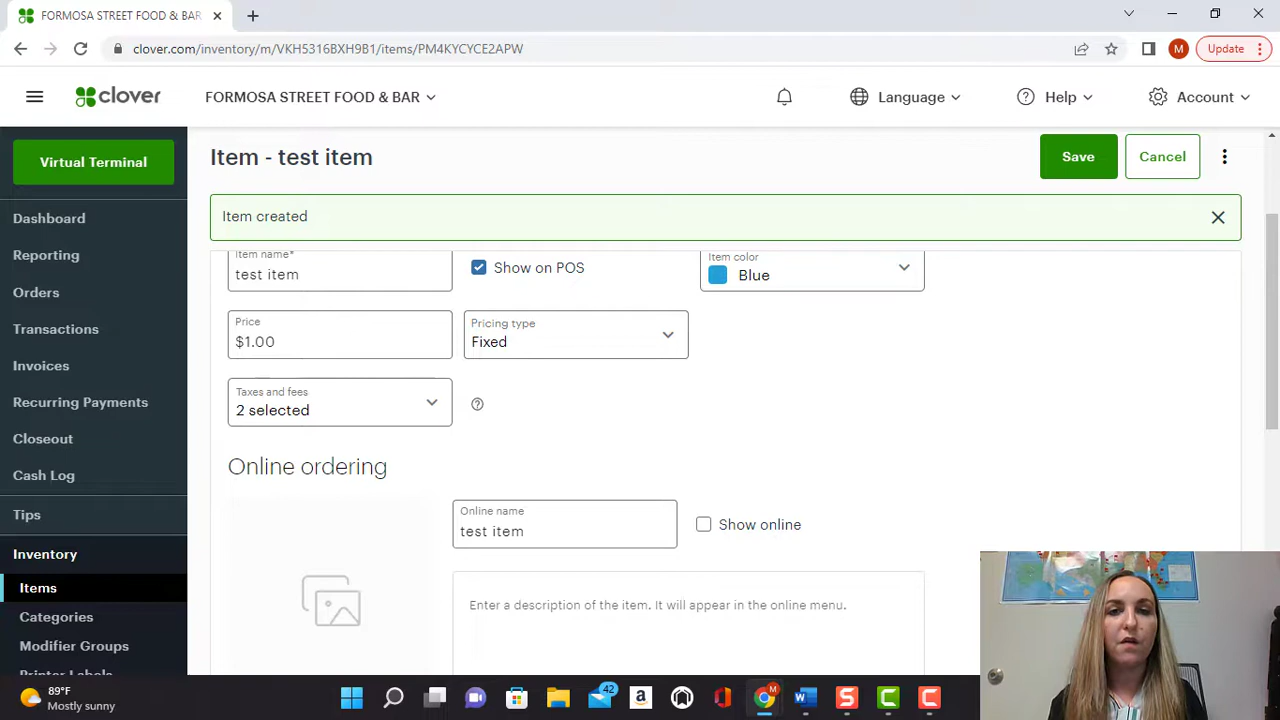 FORMOSA STREET FOOD & BAR
clover.com/inventory/m/VKH5316BXH9B1/items/PM4KYCYCE2APW
M
Update
clover
FORMOSA STREET FOOD & BAR
Language
Help
Account
Virtual Terminal
Dashboard
Reporting
Orders
Transactions
Invoices
Recurring Payments
Closeout
Cash Log
Tips
Inventory
Items
Categories
Modifier Groups
Printer Labels
Item - test item
Save
Cancel
Item created
Item name*
test item
Show on POS
Item color
Blue
Price
$1.00
Pricing type
Fixed
Taxes and fees
2 selected
Online ordering
Online name
test item
Show online
Enter a description of the item. It will appear in the online menu.
89°F
Mostly sunny
42
M